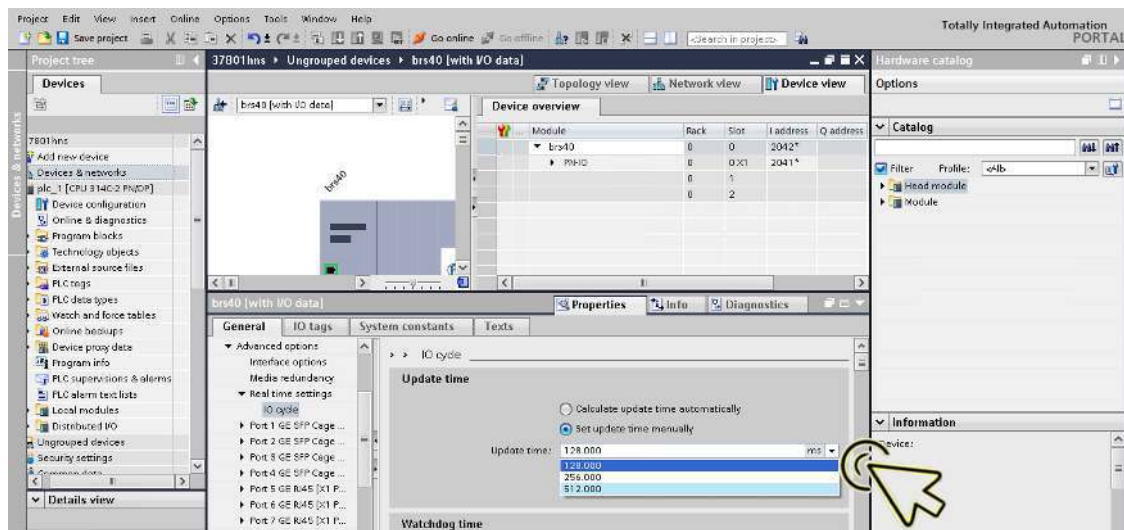 Project Edit View Insert Online Options Tools Window Help
Totally Integrated Automation
PORTAL
Save project
Go online
Go offline
<Search in project>
Project tree
37801hns ▸ Ungrouped devices ▸ brs40 [with I/O data]
Hardware catalog
Devices
Topology view
Network view
Device view
Options
brs40 [with I/O data]
Device overview
Module Rack Slot I address Q address
brs40 0 0 2042*
PN-IO 0 0 X1 2041*
0 1
0 2
brs40
Catalog
Filter Profile: <All>
Head module
Module
Devices & networks
7801hns
Add new device
Devices & networks
plc_1 [CPU 314C-2 PN/DP]
Device configuration
Online & diagnostics
Program blocks
Technology objects
External source files
PLC tags
PLC data types
Watch and force tables
Online backups
Device proxy data
Program info
PLC supervisions & alarms
PLC alarm text lists
Local modules
Distributed I/O
Ungrouped devices
Security settings
Common data
Details view
brs40 [with I/O data]
Properties
Info
Diagnostics
General IO tags System constants Texts
Advanced options
Interface options
Media redundancy
Real time settings
IO cycle
Port 1 GE SFP Cage ...
Port 2 GE SFP Cage ...
Port 3 GE SFP Cage ...
Port 4 GE SFP Cage ...
Port 5 GE RJ45 [X1 P...
Port 6 GE RJ45 [X1 P...
Port 7 GE RJ45 [X1 P...
> > IO cycle
Update time
Calculate update time automatically
Set update time manually
Update time: 128.000 ms
128.000
256.000
512.000
Watchdog time
Information
Device: